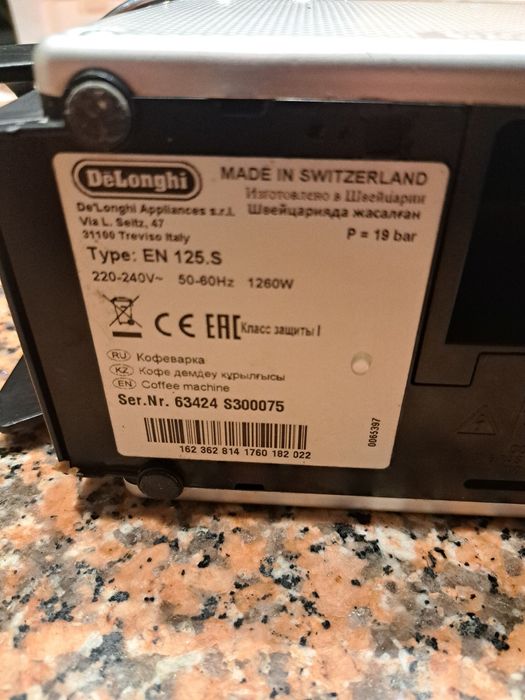 DeLonghi
MADE IN SWITZERLAND
Изготовлено в Швейцарии
De'Longhi Appliances s.r.l.
Швейцарияда жасалған
Via L. Seitz, 47
31100 Treviso Italy
P = 19 bar
Type: EN 125.S
220-240V~ 50-60Hz 1260W
CE EAC Класс защиты I
RU Кофеварка
KZ Кофе демдеу құрылғысы
EN Coffee machine
Ser.Nr. 63424 S300075
162 362 814 1760 182 022
0065397